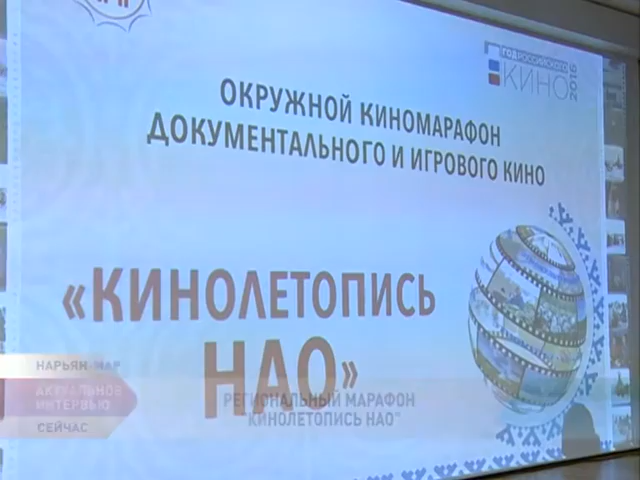 ГОД РОССИЙСКОГО
КИНО
2016
ОКРУЖНОЙ КИНОМАРАФОН
ДОКУМЕНТАЛЬНОГО И ИГРОВОГО КИНО
«КИНОЛЕТОПИСЬ
НАО»
НАРЬЯН-МАР
АКТУАЛЬНОЕ
ИНТЕРВЬЮ
СЕЙЧАС
РЕГИОНАЛЬНЫЙ МАРАФОН
"КИНОЛЕТОПИСЬ НАО"